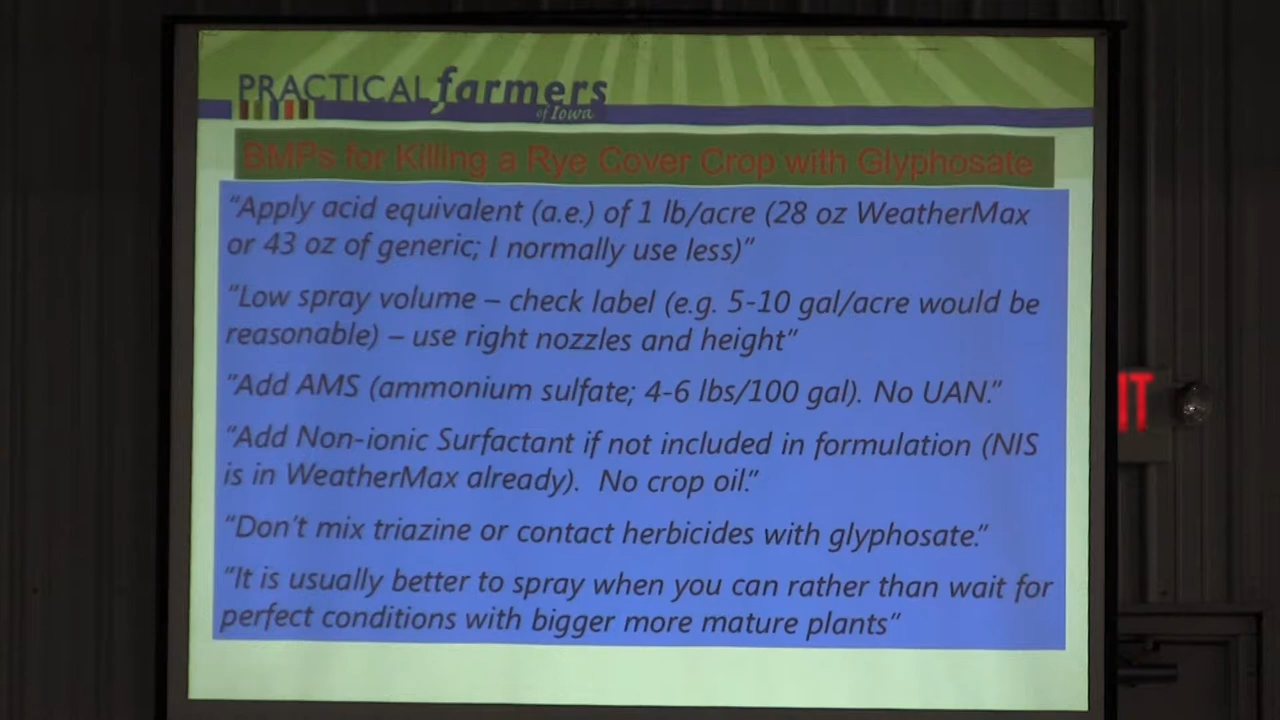 PRACTICAL farmers
of Iowa
BMPs for Killing a Rye Cover Crop with Glyphosate
"Apply acid equivalent (a.e.) of 1 lb/acre (28 oz WeatherMax
or 43 oz of generic; I normally use less)"
"Low spray volume – check label (e.g. 5-10 gal/acre would be
reasonable) – use right nozzles and height"
"Add AMS (ammonium sulfate; 4-6 lbs/100 gal). No UAN."
"Add Non-ionic Surfactant if not included in formulation (NIS
is in WeatherMax already). No crop oil."
"Don't mix triazine or contact herbicides with glyphosate."
"It is usually better to spray when you can rather than wait for
perfect conditions with bigger more mature plants"
IT